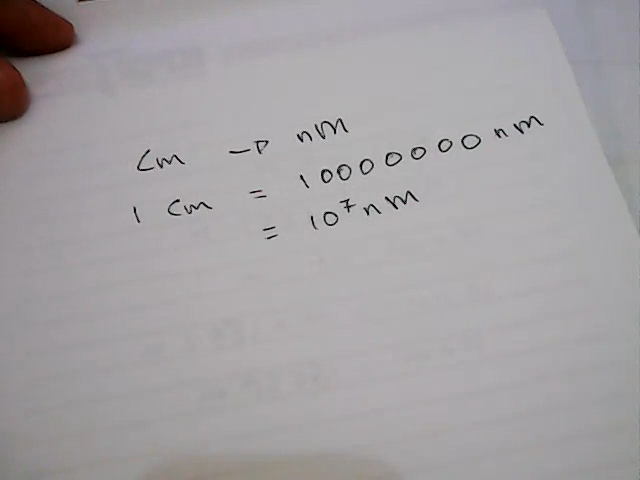 cm → nm
1 cm = 10000000 nm
= 10⁷ nm